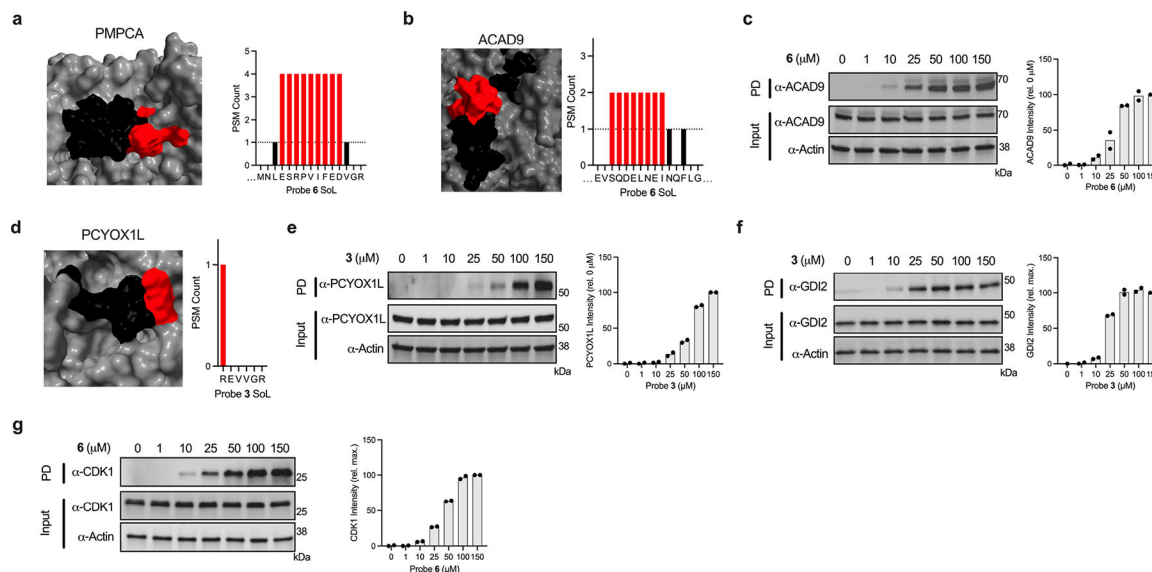 a
PMPCA
PSM Count
5
4
3
2
1
0
...MNLESRPVIFEDVGR
Probe 6 SoL
b
ACAD9
PSM Count
3
2
1
0
... EVSQDELNEINQFLG...
Probe 6 SoL
c
6 (μM) 0 1 10 25 50 100 150
PD α-ACAD9 70
Input α-ACAD9 70
α-Actin 38
kDa
ACAD9 Intensity (rel. 0 μM)
150
100
50
0
0 1 10 25 50 100 15
Probe 6 (μM)
d
PCYOX1L
PSM Count
1
0
REVVGR
Probe 3 SoL
e
3 (μM) 0 1 10 25 50 100 150
PD α-PCYOX1L 50
Input α-PCYOX1L 50
α-Actin 38
kDa
PCYOX1L Intensity (rel. 0 μM)
150
100
50
0
0 1 10 25 50 100 150
Probe 3 (μM)
f
3 (μM) 0 1 10 25 50 100 150
PD α-GDI2 50
Input α-GDI2 50
α-Actin 38
kDa
GDI2 Intensity (rel. max.)
150
100
50
0
0 1 10 25 50 100 15
Probe 3 (μM)
g
6 (μM) 0 1 10 25 50 100 150
PD α-CDK1 25
Input α-CDK1 25
α-Actin 38
kDa
CDK1 Intensity (rel. max.)
150
100
50
0
0 1 10 25 50 100 150
Probe 6 (μM)